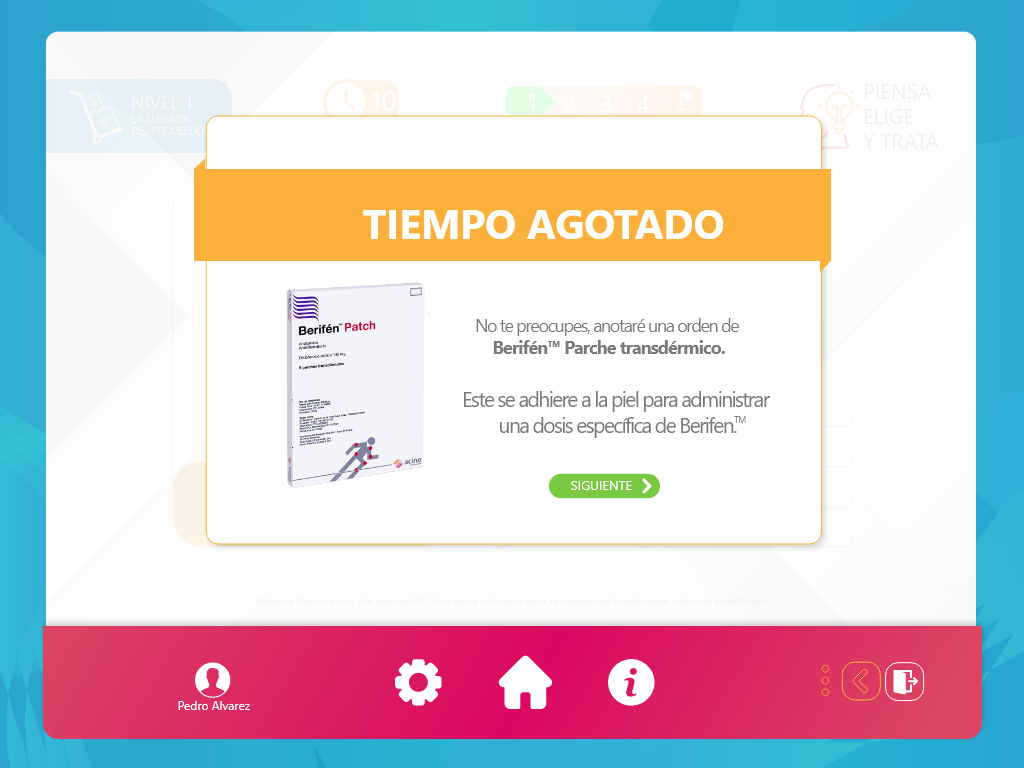 NIVEL 1
LA LLEGADA
DEL PROVEEDO
10
1 2 3 4
PIENSA
ELIGE
Y TRATA
TIEMPO AGOTADO
Berifén™ Patch
acino
No te preocupes, anotaré una orden de
Berifén™ Parche transdérmico.
Este se adhiere a la piel para administrar
una dosis específica de Berifen.™
SIGUIENTE
Pedro Alvarez